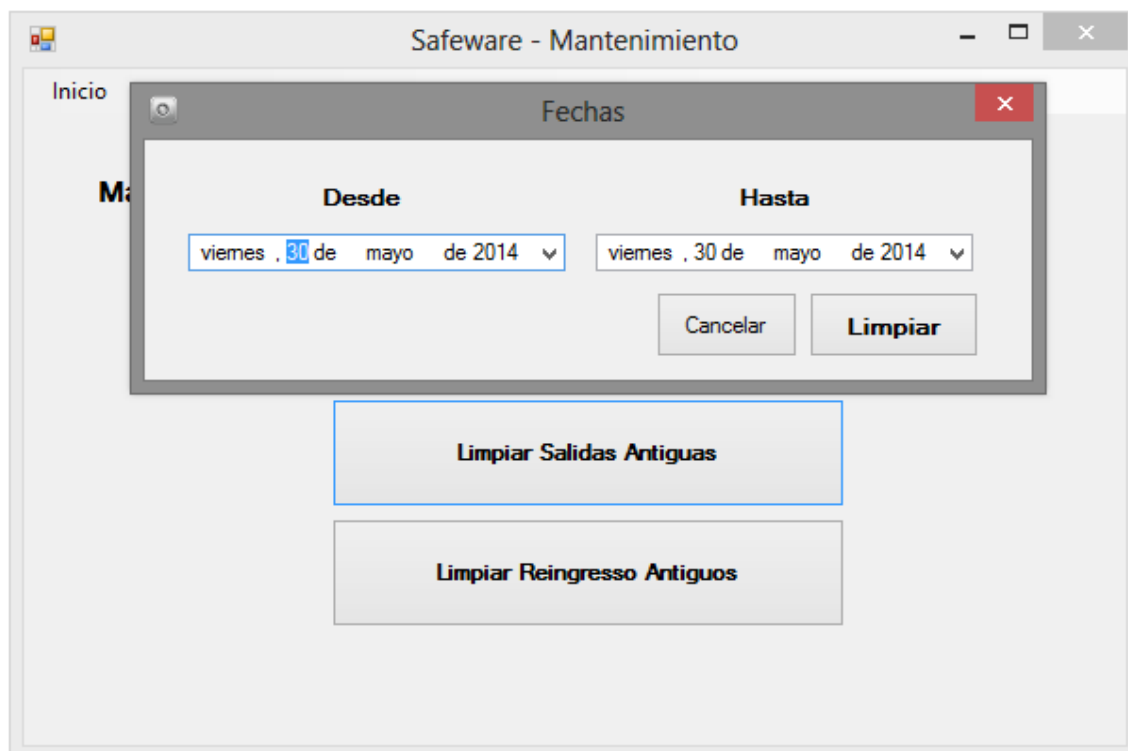 Safeware - Mantenimiento
Inicio
Fechas
Desde Hasta
viernes , 30 de mayo de 2014 viernes , 30 de mayo de 2014
Cancelar Limpiar
Limpiar Salidas Antiguas
Limpiar Reingresso Antiguos